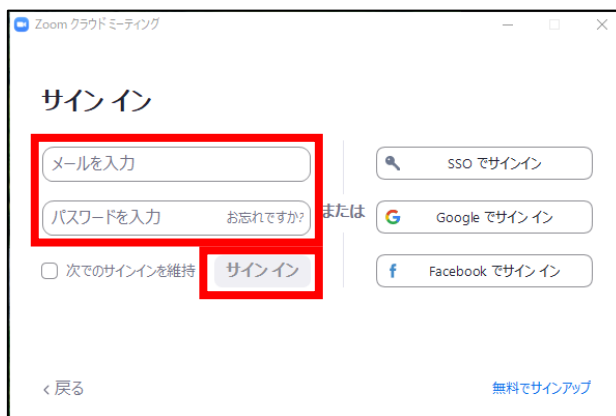 Zoom クラウド ミーティング
サイン イン
メールを入力
パスワードを入力 お忘れですか?
次でのサインインを維持 サイン イン
または
SSO でサインイン
Google でサイン イン
Facebook でサイン イン
< 戻る
無料でサインアップ